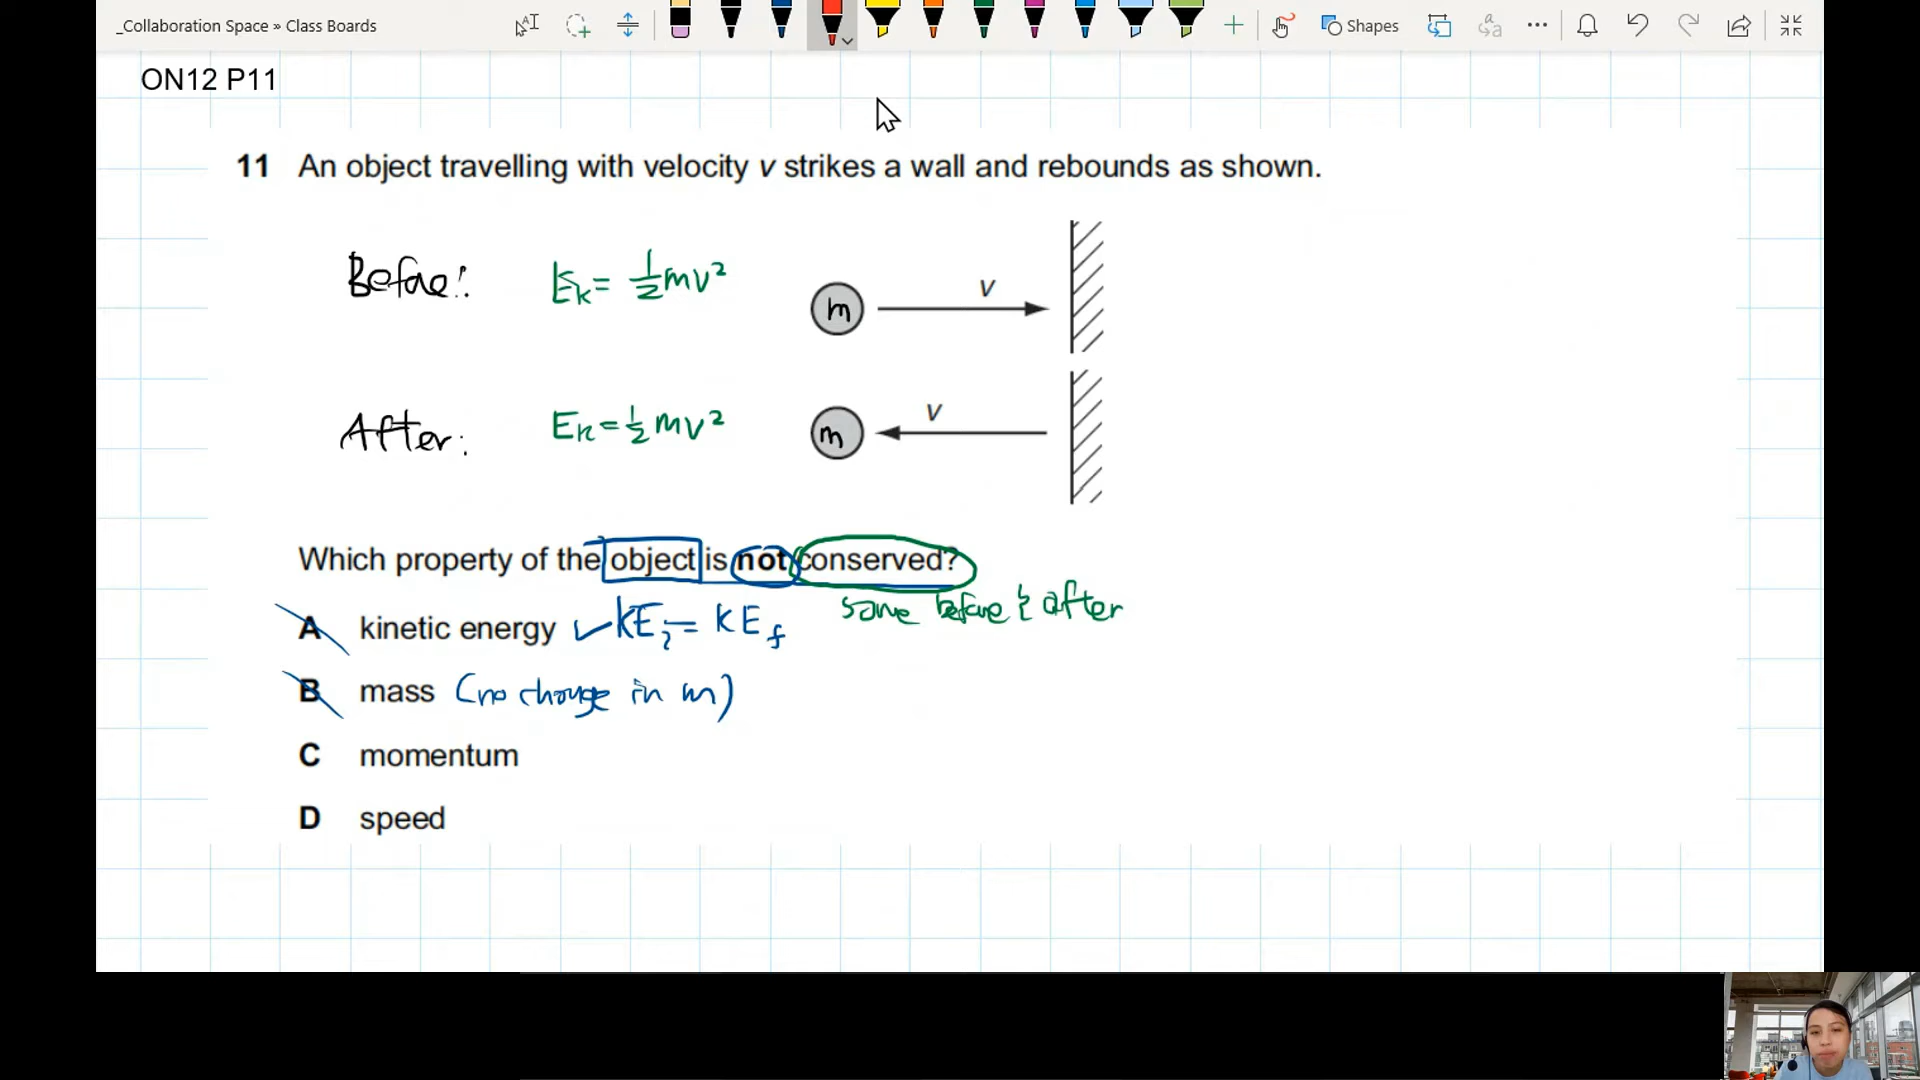 _Collaboration Space » Class Boards
Shapes
ON12 P11
11 An object travelling with velocity v strikes a wall and rebounds as shown.
Before: Eₖ = ½mv²
m
v
After: Eₖ = ½mv²
m
v
Which property of the object is not conserved?
same before & after
A kinetic energy ✓ KEᵢ = KE_f
B mass (no change in m)
C momentum
D speed